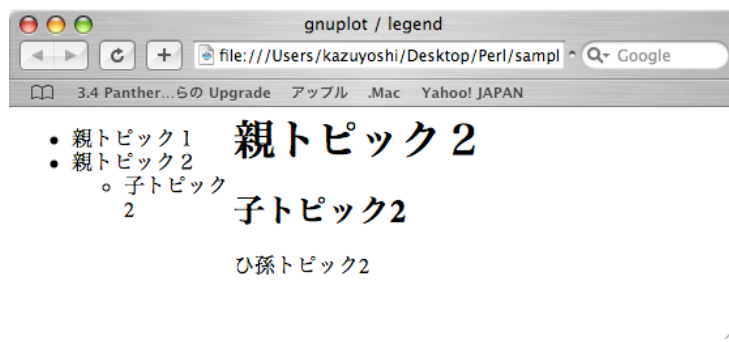 gnuplot / legend
file:///Users/kazuyoshi/Desktop/Perl/sampl
Google
3.4 Panther...らの Upgrade アップル .Mac Yahoo! JAPAN
親トピック１
親トピック２
子トピック
2
親トピック２
子トピック2
ひ孫トピック2